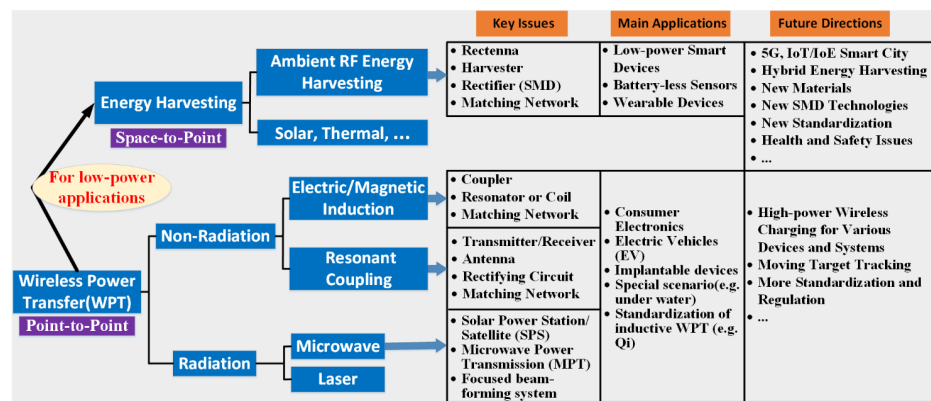 Key Issues
Main Applications
Future Directions
Ambient RF Energy
Harvesting
Energy Harvesting
Space-to-Point
Solar, Thermal, ...
• Rectenna
• Harvester
• Rectifier (SMD)
• Matching Network
• Low-power Smart
Devices
• Battery-less Sensors
• Wearable Devices
• 5G, IoT/IoE Smart City
• Hybrid Energy Harvesting
• New Materials
• New SMD Technologies
• New Standardization
• Health and Safety Issues
• ...
For low-power
applications
Wireless Power
Transfer(WPT)
Point-to-Point
Non-Radiation
Electric/Magnetic
Induction
Resonant
Coupling
Radiation
Microwave
Laser
• Coupler
• Resonator or Coil
• Matching Network
• Transmitter/Receiver
• Antenna
• Rectifying Circuit
• Matching Network
• Solar Power Station/
Satellite (SPS)
• Microwave Power
Transmission (MPT)
• Focused beam-
forming system
• Consumer
Electronics
• Electric Vehicles
(EV)
• Implantable devices
• Special scenario(e.g.
under water)
• Standardization of
inductive WPT (e.g.
Qi)
• High-power Wireless
Charging for
Various Devices and
Systems
• Moving Target Tracking
• More Standardization and
Regulation
• ...